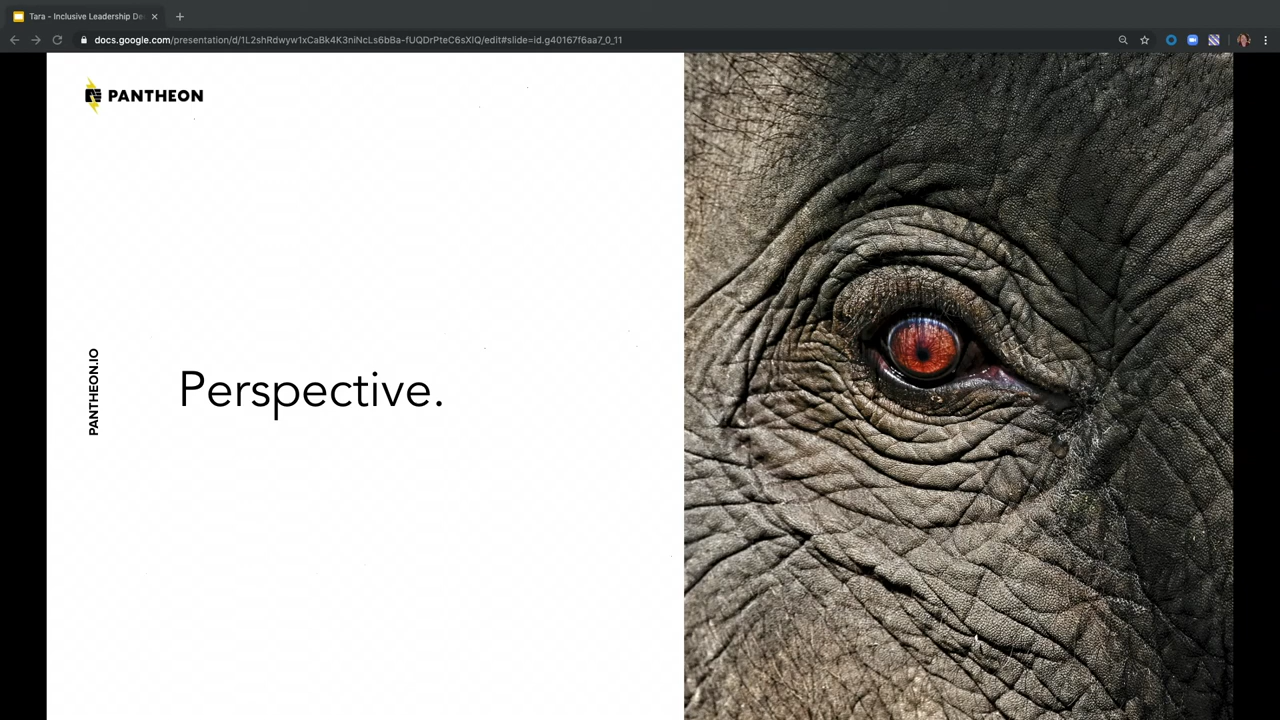 Tara - Inclusive Leadership De
docs.google.com/presentation/d/1L2shRdwyw1xCaBk4K3niNcLs6bBa-fUQDrPteC6sXIQ/edit#slide=id.g40167f6aa7_0_11
PANTHEON
PANTHEON.IO
Perspective.